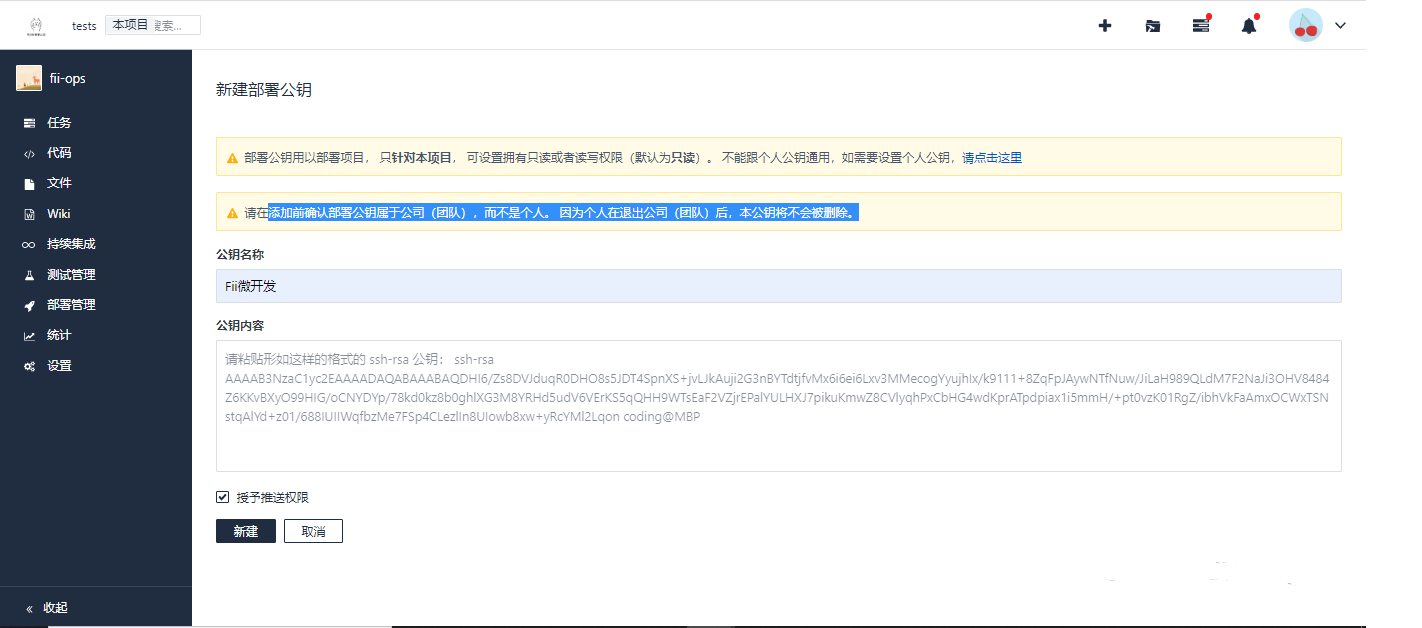 tests 本项目 搜索...
fii-ops
任务
代码
文件
Wiki
持续集成
测试管理
部署管理
统计
设置
« 收起
新建部署公钥
部署公钥用以部署项目， 只针对本项目， 可设置拥有只读或者读写权限（默认为只读）。 不能跟个人公钥通用，如需要设置个人公钥，请点击这里
请在添加前确认部署公钥属于公司（团队），而不是个人。 因为个人在退出公司（团队）后，本公钥将不会被删除。
公钥名称
Fii微开发
公钥内容
请粘贴形如这样的格式的 ssh-rsa 公钥： ssh-rsa
AAAAB3NzaC1yc2EAAAADAQABAAABAQDHI6/Zs8DVJduqR0DHO8s5JDT4SpnXS+jvLJkAuji2G3nBYTdtjfvMx6i6ei6Lxv3MMecogYyujhIx/k9111+8ZqFpJAywNTfNuw/JiLaH989QLdM7F2NaJi3OHV8484
Z6KKvBXyO99HIG/oCNYDYp/78kd0kz8b0ghlXG3M8YRHd5udV6VErKS5qQHH9WTsEaF2VZjrEPalYULHXJ7pikuKmwZ8CVlyqhPxCbHG4wdKprATpdpiax1i5mmH/+pt0vzK01RgZ/ibhVkFaAmxOCWxTSN
stqAlYd+z01/688IUIIWqfbzMe7FSp4CLezlIn8UIowb8xw+yRcYMl2Lqon coding@MBP
授予推送权限
新建 取消